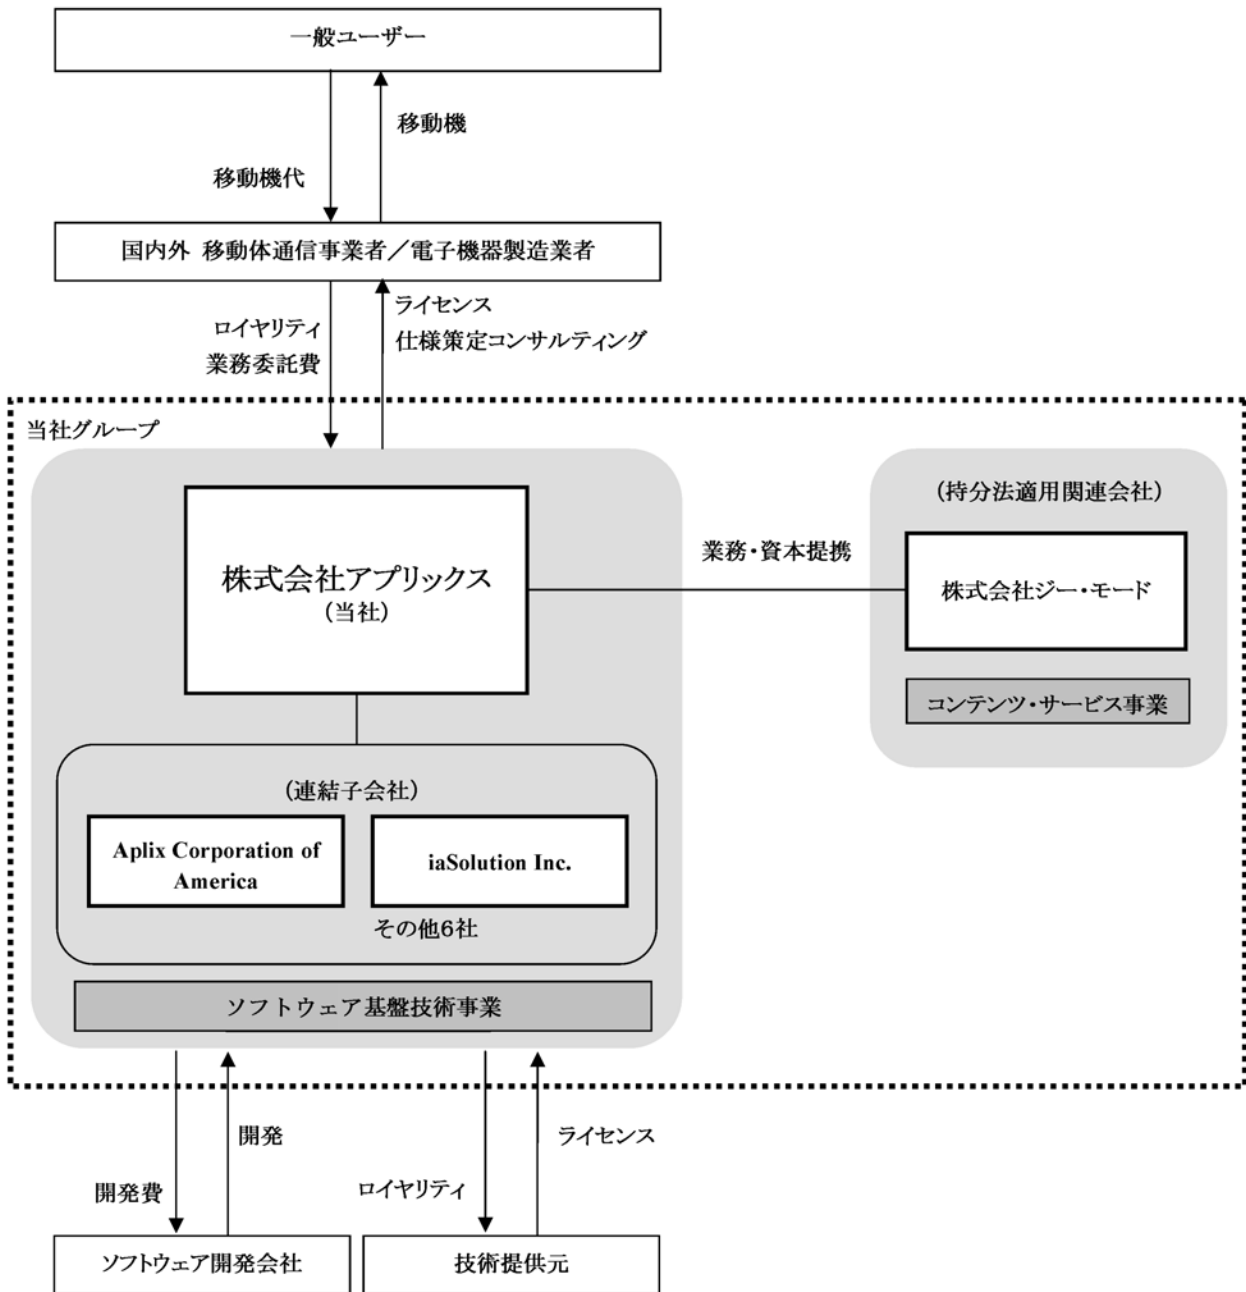 一般ユーザー
移動機
移動機代
国内外 移動体通信事業者／電子機器製造業者
ロイヤリティ
業務委託費
ライセンス
仕様策定コンサルティング
当社グループ
株式会社アプリックス
（当社）
業務・資本提携
（持分法適用関連会社）
株式会社ジー・モード
コンテンツ・サービス事業
（連結子会社）
Aplix Corporation of
America
iaSolution Inc.
その他6社
ソフトウェア基盤技術事業
開発費
開発
ロイヤリティ
ライセンス
ソフトウェア開発会社
技術提供元